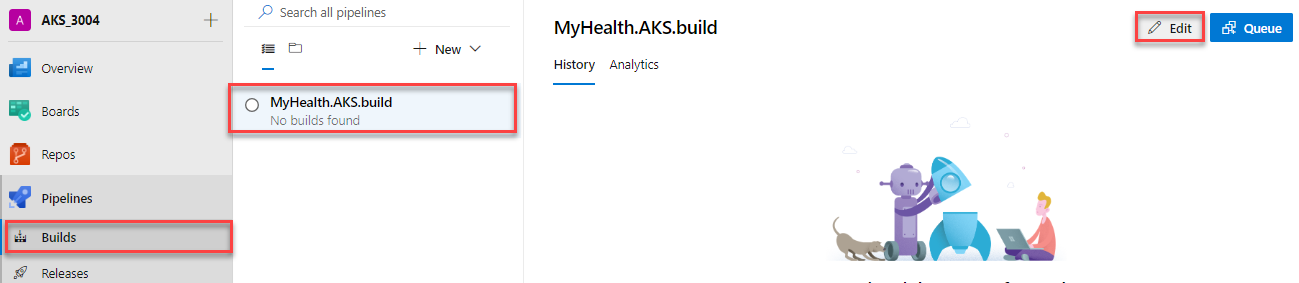 A AKS_3004
Overview
Boards
Repos
Pipelines
Builds
Releases
Search all pipelines
New
MyHealth.AKS.build
No builds found
MyHealth.AKS.build
Edit
Queue
History Analytics